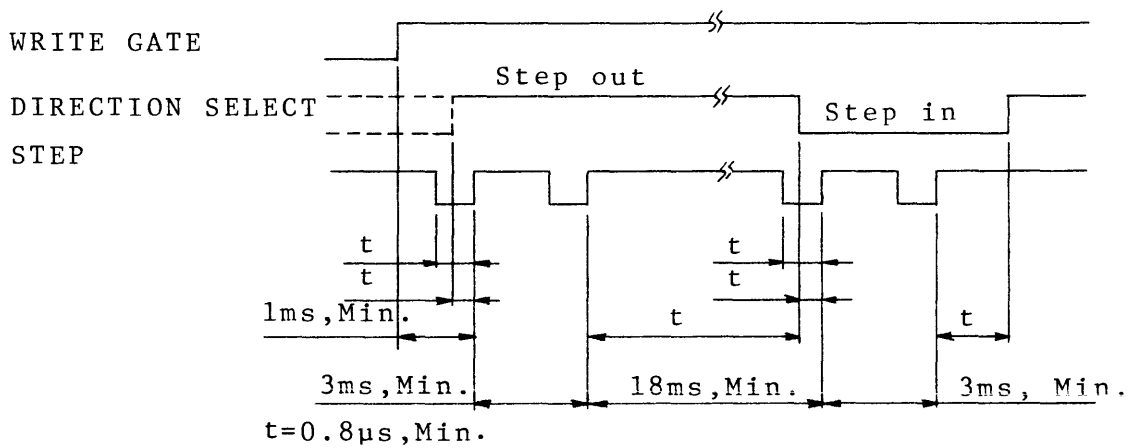 WRITE GATE
Step out
DIRECTION SELECT
Step in
STEP
t
t
t
t
1ms,Min.
t
t
3ms,Min.
18ms,Min.
3ms, Min.
t=0.8µs,Min.